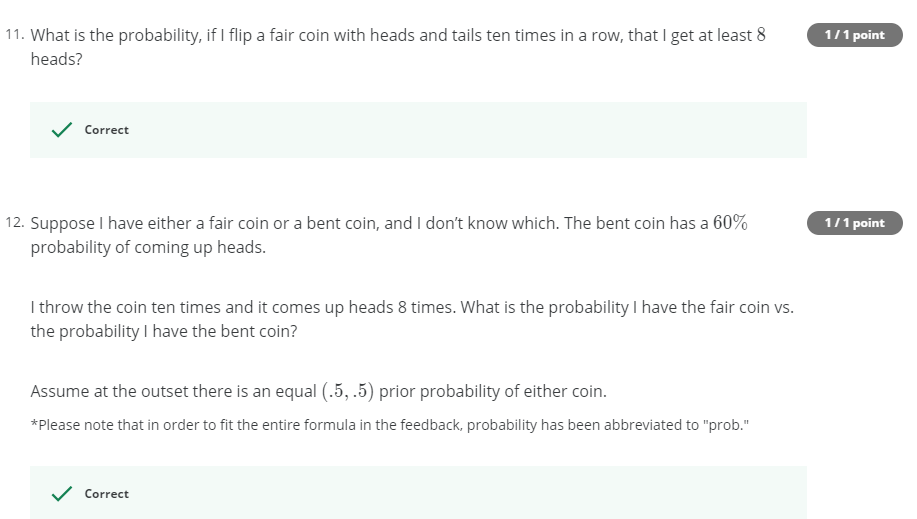 11. What is the probability, if I flip a fair coin with heads and tails ten times in a row, that I get at least 8
heads?
1 / 1 point
Correct
12. Suppose I have either a fair coin or a bent coin, and I don’t know which. The bent coin has a 60%
probability of coming up heads.
1 / 1 point
I throw the coin ten times and it comes up heads 8 times. What is the probability I have the fair coin vs.
the probability I have the bent coin?
Assume at the outset there is an equal (.5, .5) prior probability of either coin.
*Please note that in order to fit the entire formula in the feedback, probability has been abbreviated to "prob."
Correct